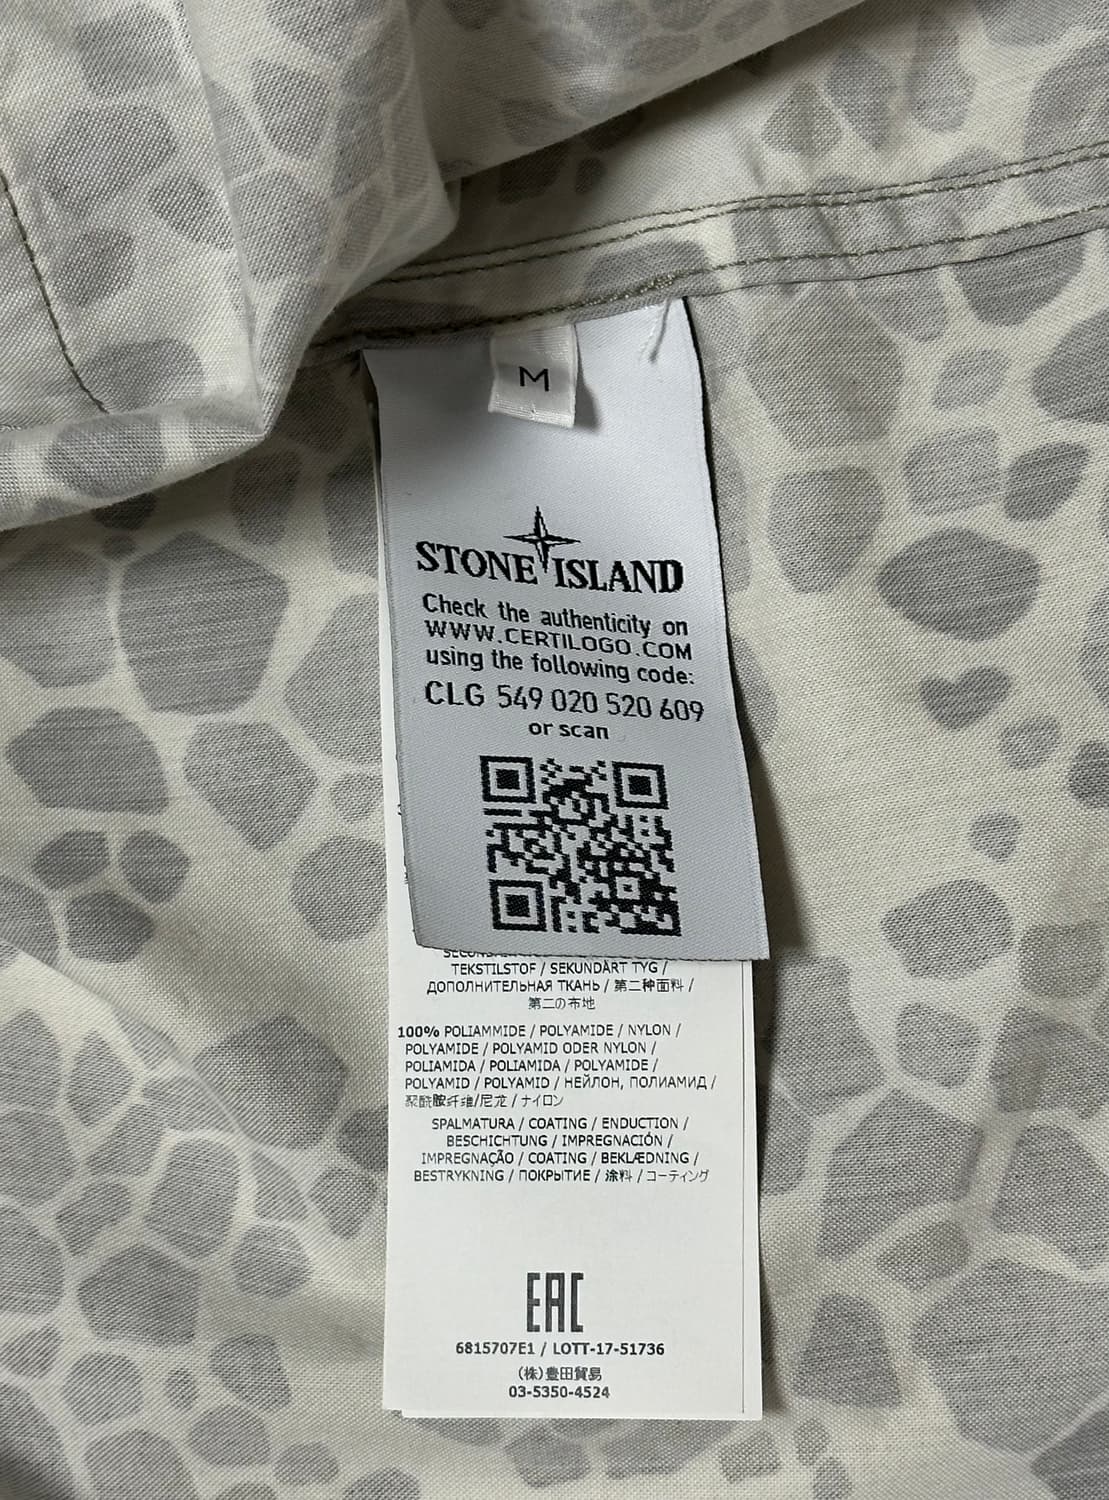 M
STONE ISLAND
Check the authenticity on
WWW.CERTILOGO.COM
using the following code:
CLG 549 020 520 609
or scan
TEKSTILSTOF / SEKUNDÄRT TYG /
ДОПОЛНИТЕЛЬНАЯ ТКАНЬ / 第二种面料 /
第二の布地
100% POLIAMMIDE / POLYAMIDE / NYLON /
POLYAMIDE / POLYAMID ODER NYLON /
POLIAMIDA / POLIAMIDA / POLYAMIDE /
POLYAMID / POLYAMID / НЕЙЛОН, ПОЛИАМИД /
聚酰胺纤维/尼龙 / ナイロン
SPALMATURA / COATING / ENDUCTION /
BESCHICHTUNG / IMPREGNACIÓN /
IMPREGNAÇÃO / COATING / BEKLÆDNING /
BESTRYKNING / ПОКРЫТИЕ / 涂料 / コーティング
EAC
6815707E1 / LOTT-17-51736
(株)豊田貿易
03-5350-4524